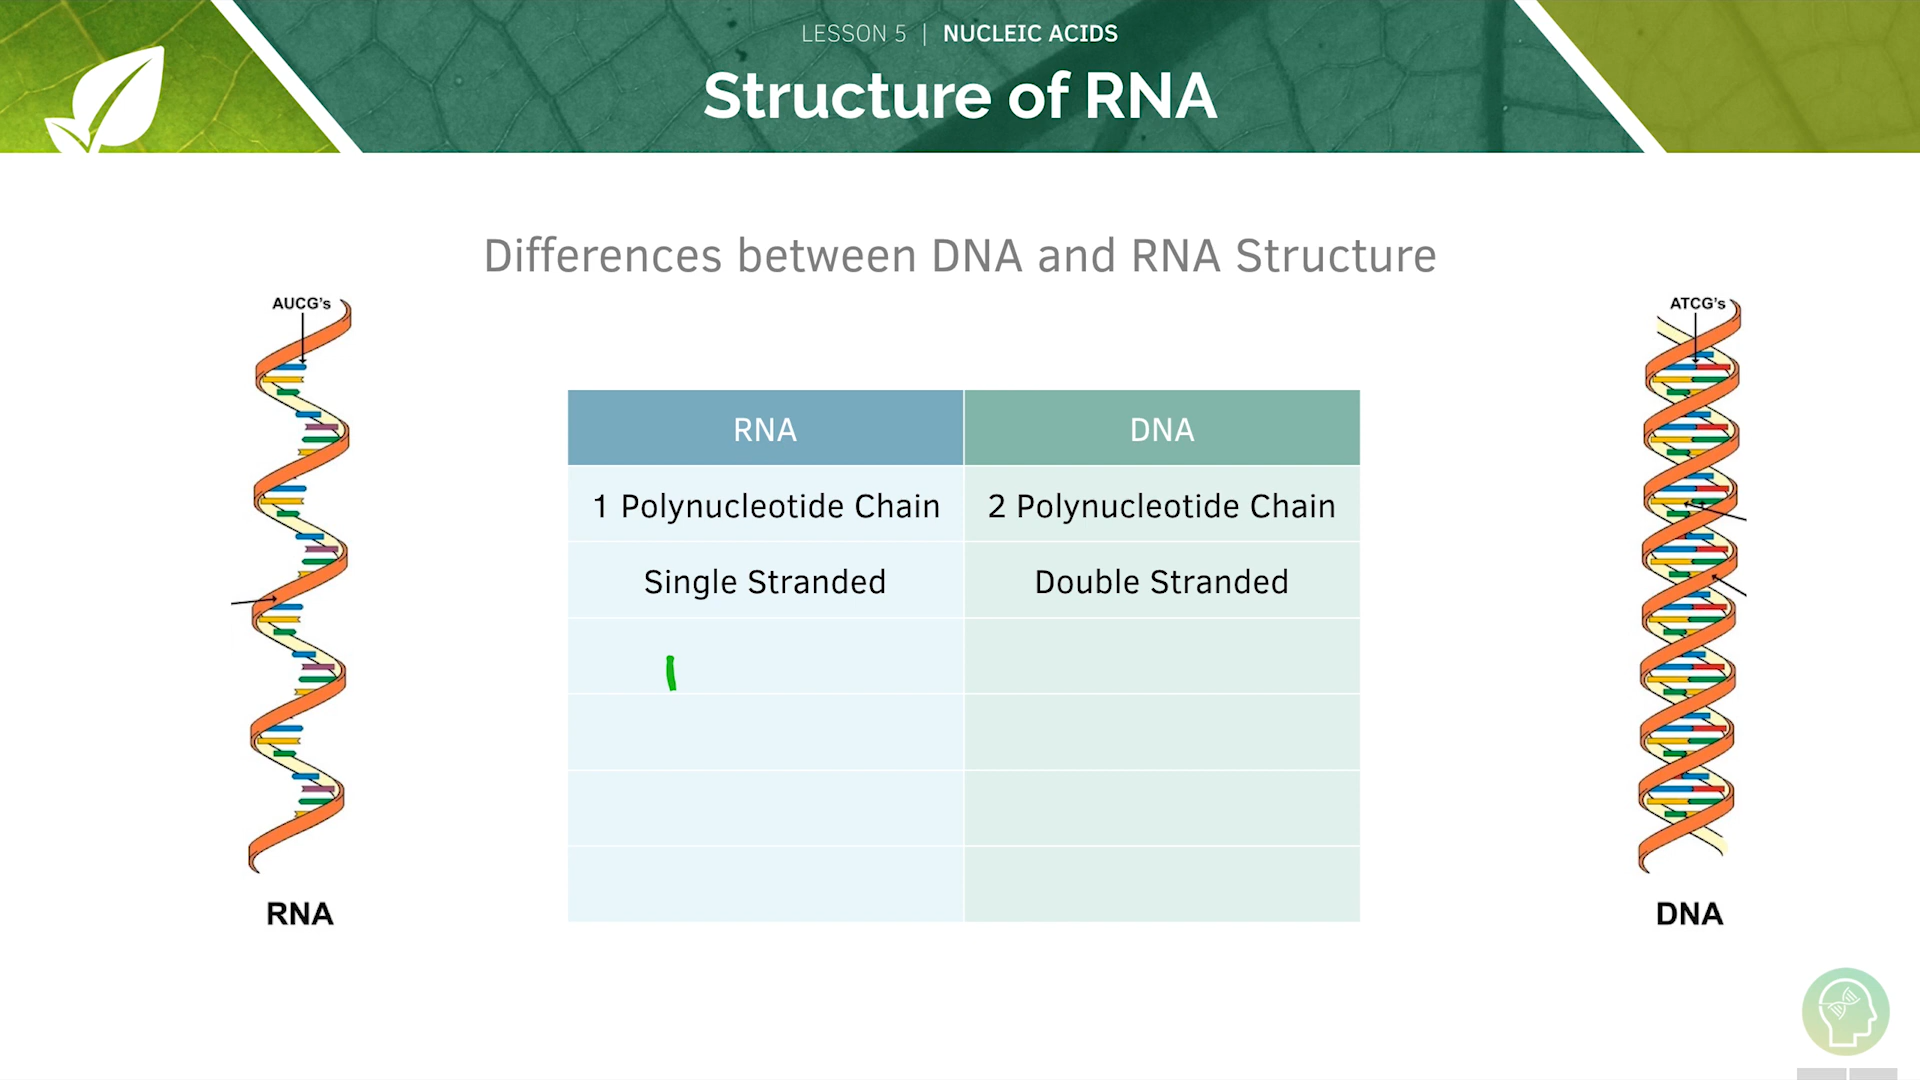 LESSON 5 | NUCLEIC ACIDS
Structure of RNA
Differences between DNA and RNA Structure
AUCG's
ATCG's
RNA DNA
1 Polynucleotide Chain 2 Polynucleotide Chain
Single Stranded Double Stranded
RNA
DNA